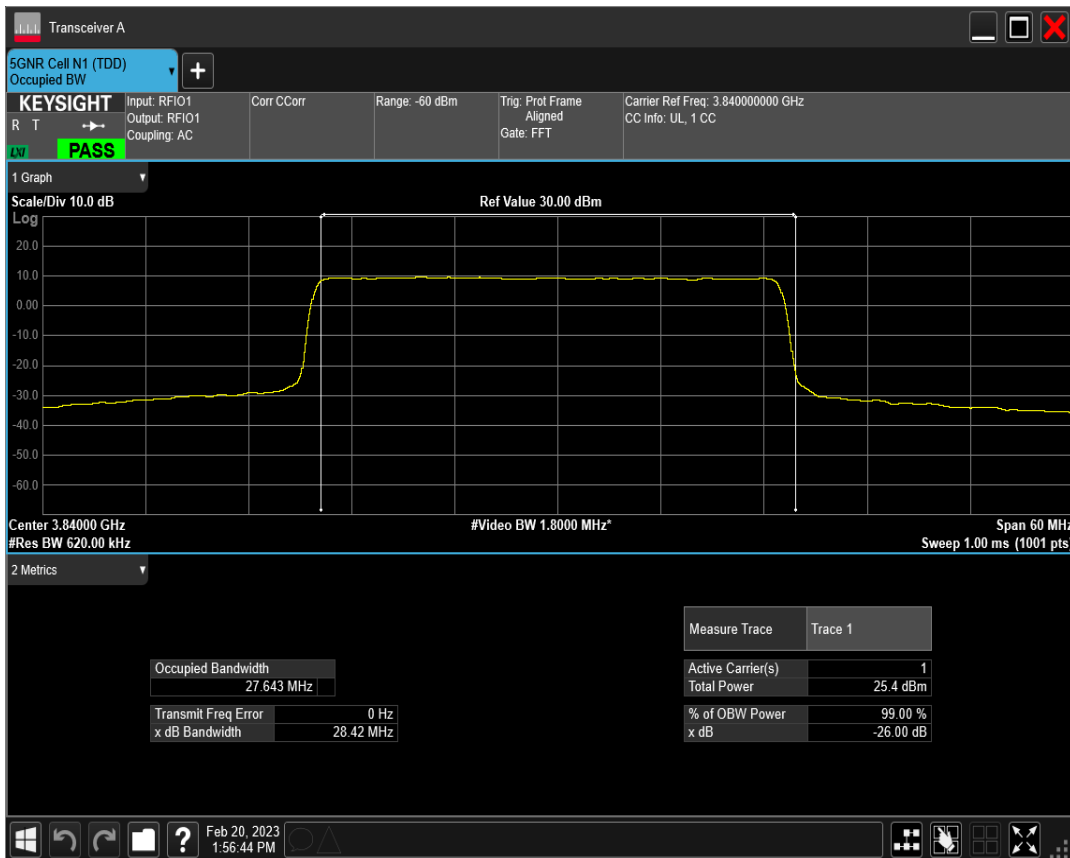 Transceiver A
5GNR Cell N1 (TDD)
Occupied BW
KEYSIGHT
R T
LXI
PASS
Input: RFIO1
Output: RFIO1
Coupling: AC
Corr CCorr
Range: -60 dBm
Trig: Prot Frame
Aligned
Gate: FFT
Carrier Ref Freq: 3.840000000 GHz
CC Info: UL, 1 CC
1 Graph
Scale/Div 10.0 dB
Ref Value 30.00 dBm
Log
20.0
10.0
0.00
-10.0
-20.0
-30.0
-40.0
-50.0
-60.0
Center 3.84000 GHz
#Video BW 1.8000 MHz*
Span 60 MHz
#Res BW 620.00 kHz
Sweep 1.00 ms (1001 pts)
2 Metrics
Measure Trace Trace 1
Occupied Bandwidth
27.643 MHz
Active Carrier(s) 1
Total Power 25.4 dBm
Transmit Freq Error 0 Hz
x dB Bandwidth 28.42 MHz
% of OBW Power 99.00 %
x dB -26.00 dB
?
Feb 20, 2023
1:56:44 PM